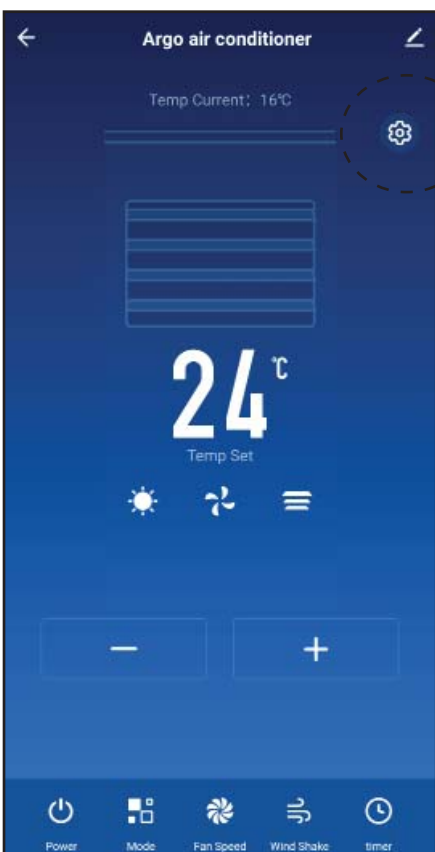 Argo air conditioner
Temp Current: 16℃
24 ℃
Temp Set
Power Mode Fan Speed Wind Shake timer